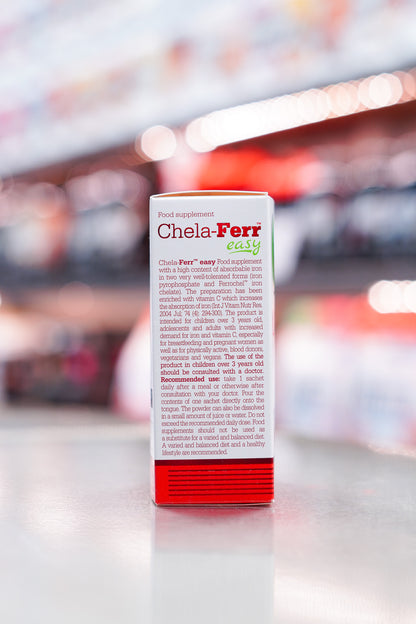 Food supplement
Chela-Ferr™
easy
Chela-Ferr™ easy Food supplement
with a high content of absorbable iron
in two very well-tolerated forms (iron
pyrophosphate and Ferrochel™ iron
chelate). The preparation has been
enriched with vitamin C which increases
the absorption of iron (Int J Vitam Nutr Res.
2004 Jul; 74 (4); 294-300). The product is
intended for children over 3 years old,
adolescents and adults with increased
demand for iron and vitamin C, especially
for breastfeeding and pregnant women as
well as for physically active, blood donors,
vegetarians and vegans. The use of the
product in children over 3 years old
should be consulted with a doctor.
Recommended use: take 1 sachet
daily after a meal or otherwise after
consultation with your doctor. Pour the
contents of one sachet directly onto the
tongue. The powder can also be dissolved
in a small amount of juice or water. Do not
exceed the recommended daily dose. Food
supplements should not be used as
a substitute for a varied and balanced diet.
A varied and balanced diet and a healthy
lifestyle are recommended.